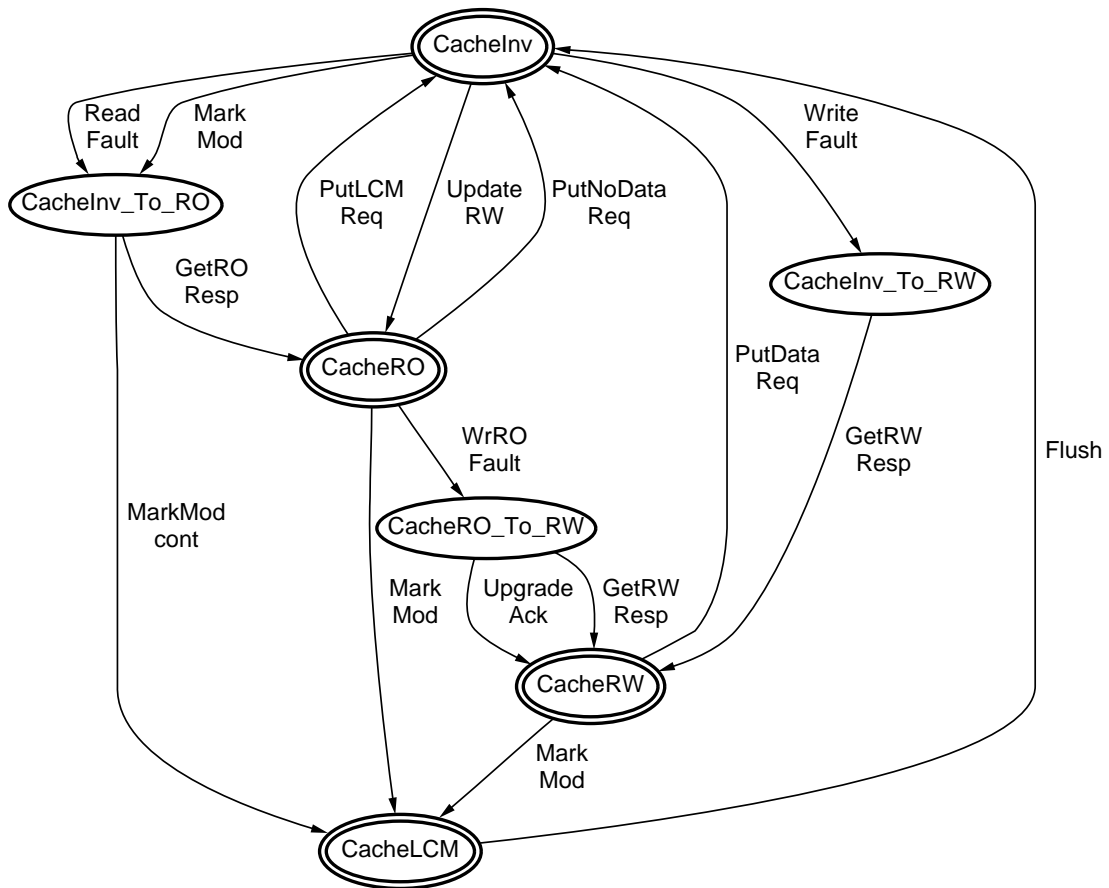 CacheInv
Read
Fault
Mark
Mod
Write
Fault
CacheInv_To_RO
PutLCM
Req
Update
RW
PutNoData
Req
GetRO
Resp
CacheInv_To_RW
CacheRO
PutData
Req
WrRO
Fault
GetRW
Resp
Flush
MarkMod
cont
CacheRO_To_RW
Mark
Mod
Upgrade
Ack
GetRW
Resp
CacheRW
Mark
Mod
CacheLCM